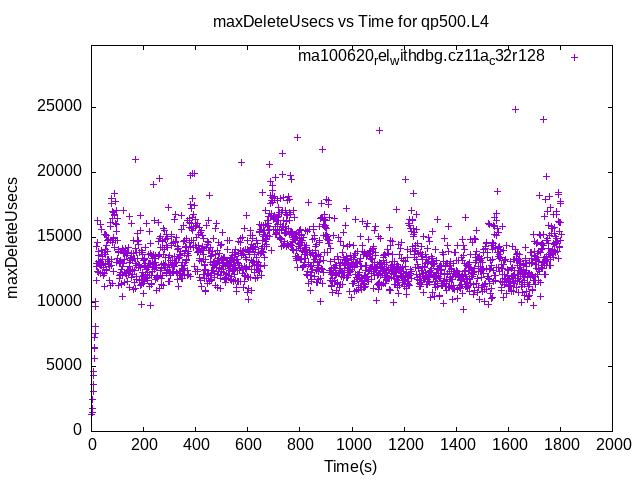 maxDeleteUsecs vs Time for qp500.L4
ma100620relwithdbg.cz11ac32r128
25000
20000
15000
10000
5000
0
maxDeleteUsecs
0 200 400 600 800 1000 1200 1400 1600 1800 2000
Time(s)